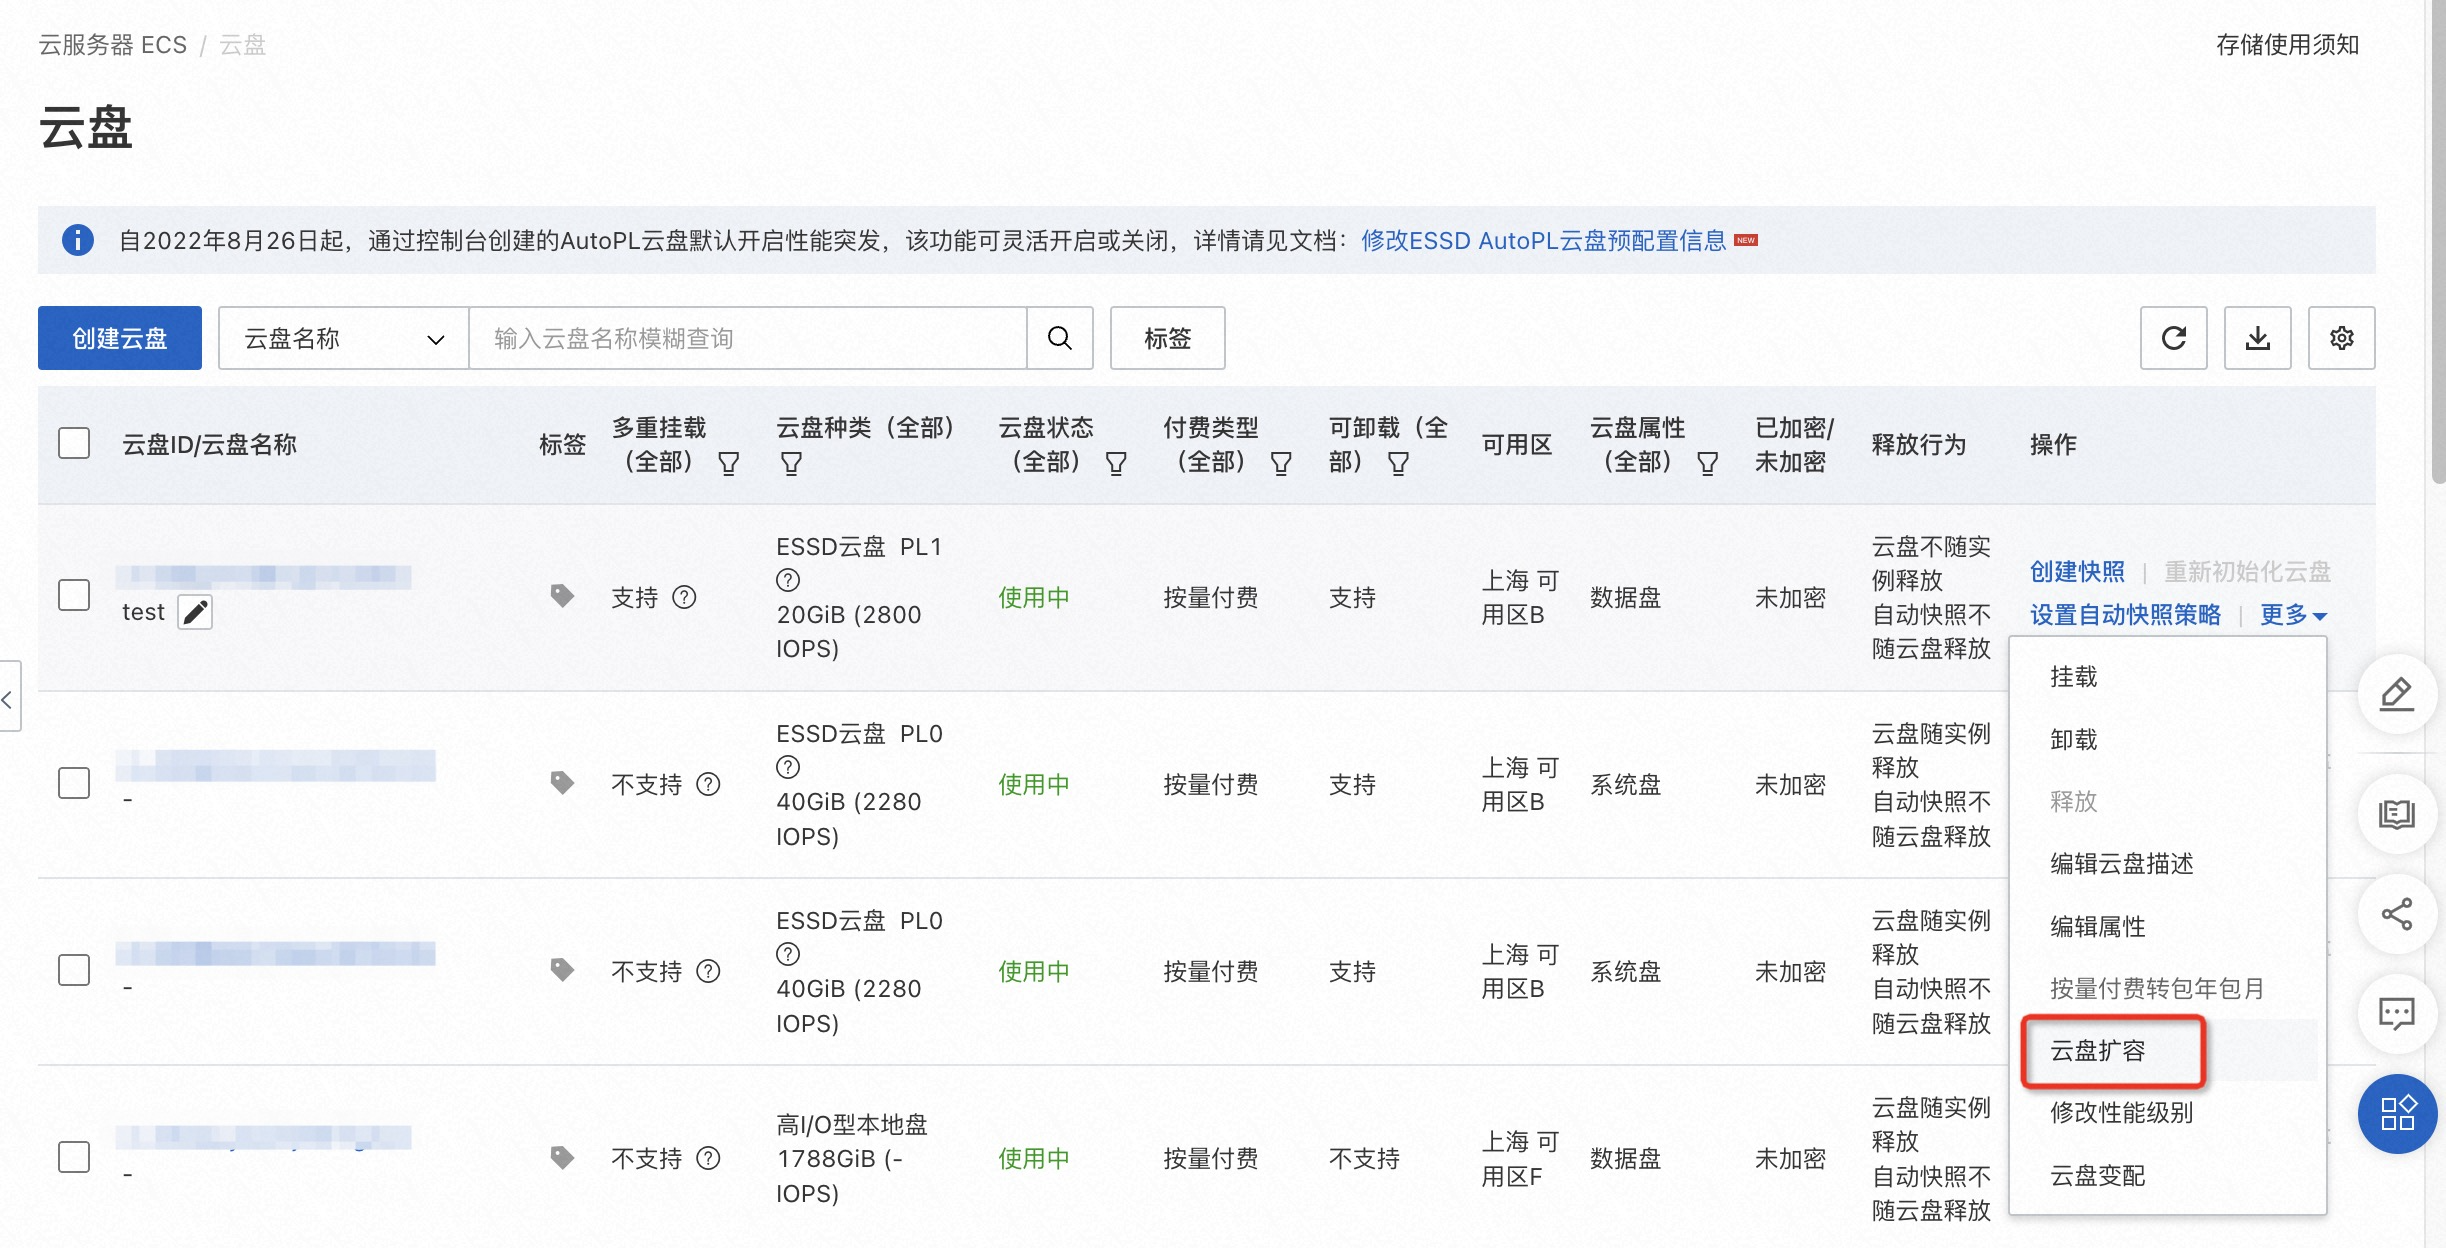 云服务器 ECS / 云盘
存储使用须知
云盘
自2022年8月26日起，通过控制台创建的AutoPL云盘默认开启性能突发，该功能可灵活开启或关闭，详情请见文档：修改ESSD AutoPL云盘预配置信息 NEW
创建云盘
云盘名称
输入云盘名称模糊查询
标签
云盘ID/云盘名称
标签
多重挂载
（全部）
云盘种类（全部）
云盘状态
（全部）
付费类型
（全部）
可卸载（全
部）
可用区
云盘属性
（全部）
已加密/
未加密
释放行为
操作
test
支持
ESSD云盘 PL1
20GiB (2800
IOPS)
使用中
按量付费
支持
上海 可
用区B
数据盘
未加密
云盘不随实
例释放
自动快照不
随云盘释放
创建快照 | 重新初始化云盘
设置自动快照策略 | 更多
-
不支持
ESSD云盘 PL0
40GiB (2280
IOPS)
使用中
按量付费
支持
上海 可
用区B
系统盘
未加密
云盘随实例
释放
自动快照不
随云盘释放
-
不支持
ESSD云盘 PL0
40GiB (2280
IOPS)
使用中
按量付费
支持
上海 可
用区B
系统盘
未加密
云盘随实例
释放
自动快照不
随云盘释放
-
不支持
高I/O型本地盘
1788GiB (-
IOPS)
使用中
按量付费
不支持
上海 可
用区F
数据盘
未加密
云盘随实例
释放
自动快照不
随云盘释放
挂载
卸载
释放
编辑云盘描述
编辑属性
按量付费转包年包月
云盘扩容
修改性能级别
云盘变配